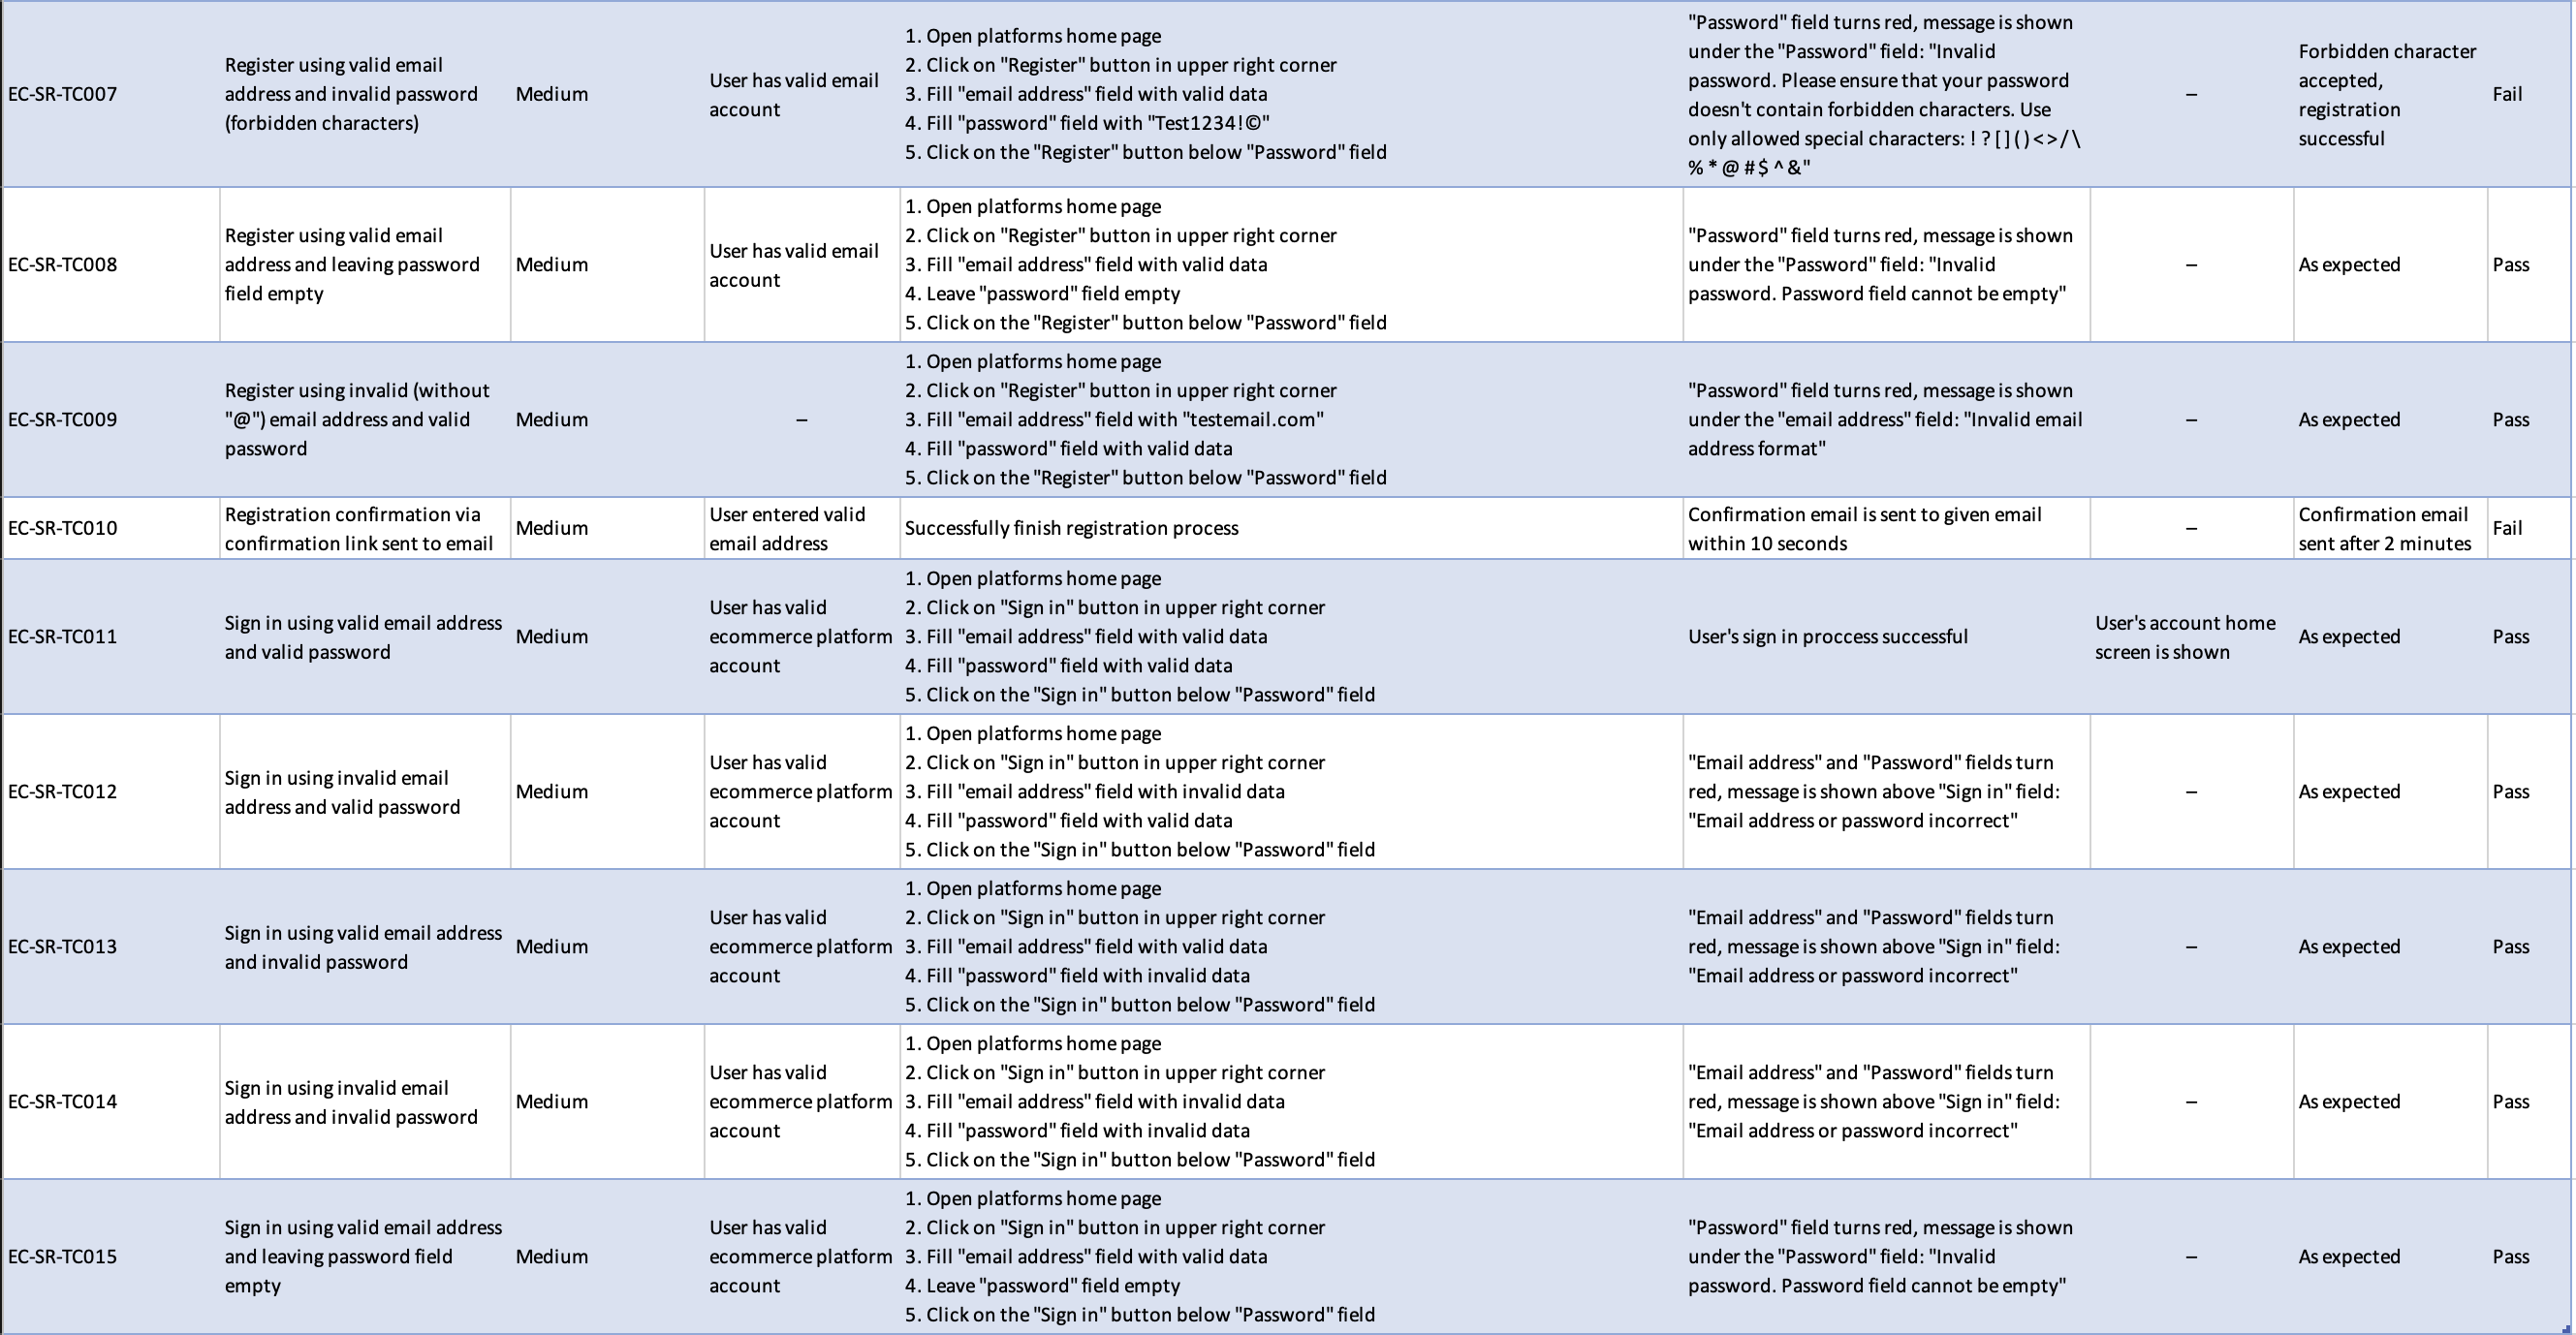 EC-SR-TC007
Register using valid email
address and invalid password
(forbidden characters)
Medium
User has valid email
account
1. Open platforms home page
2. Click on "Register" button in upper right corner
3. Fill "email address" field with valid data
4. Fill "password" field with "Test1234!©"
5. Click on the "Register" button below "Password" field
"Password" field turns red, message is shown
under the "Password" field: "Invalid
password. Please ensure that your password
doesn't contain forbidden characters. Use
only allowed special characters: ! ? [ ] ( ) < > / \
% * @ # $ ^ &"
–
Forbidden character
accepted,
registration
successful
Fail
EC-SR-TC008
Register using valid email
address and leaving password
field empty
Medium
User has valid email
account
1. Open platforms home page
2. Click on "Register" button in upper right corner
3. Fill "email address" field with valid data
4. Leave "password" field empty
5. Click on the "Register" button below "Password" field
"Password" field turns red, message is shown
under the "Password" field: "Invalid
password. Password field cannot be empty"
–
As expected
Pass
EC-SR-TC009
Register using invalid (without
"@") email address and valid
password
Medium
–
1. Open platforms home page
2. Click on "Register" button in upper right corner
3. Fill "email address" field with "testemail.com"
4. Fill "password" field with valid data
5. Click on the "Register" button below "Password" field
"Password" field turns red, message is shown
under the "email address" field: "Invalid email
address format"
–
As expected
Pass
EC-SR-TC010
Registration confirmation via
confirmation link sent to email
Medium
User entered valid
email address
Successfully finish registration process
Confirmation email is sent to given email
within 10 seconds
–
Confirmation email
sent after 2 minutes
Fail
EC-SR-TC011
Sign in using valid email address
and valid password
Medium
User has valid
ecommerce platform
account
1. Open platforms home page
2. Click on "Sign in" button in upper right corner
3. Fill "email address" field with valid data
4. Fill "password" field with valid data
5. Click on the "Sign in" button below "Password" field
User's sign in proccess successful
User's account home
screen is shown
As expected
Pass
EC-SR-TC012
Sign in using invalid email
address and valid password
Medium
User has valid
ecommerce platform
account
1. Open platforms home page
2. Click on "Sign in" button in upper right corner
3. Fill "email address" field with invalid data
4. Fill "password" field with valid data
5. Click on the "Sign in" button below "Password" field
"Email address" and "Password" fields turn
red, message is shown above "Sign in" field:
"Email address or password incorrect"
–
As expected
Pass
EC-SR-TC013
Sign in using valid email address
and invalid password
Medium
User has valid
ecommerce platform
account
1. Open platforms home page
2. Click on "Sign in" button in upper right corner
3. Fill "email address" field with valid data
4. Fill "password" field with invalid data
5. Click on the "Sign in" button below "Password" field
"Email address" and "Password" fields turn
red, message is shown above "Sign in" field:
"Email address or password incorrect"
–
As expected
Pass
EC-SR-TC014
Sign in using invalid email
address and invalid password
Medium
User has valid
ecommerce platform
account
1. Open platforms home page
2. Click on "Sign in" button in upper right corner
3. Fill "email address" field with invalid data
4. Fill "password" field with invalid data
5. Click on the "Sign in" button below "Password" field
"Email address" and "Password" fields turn
red, message is shown above "Sign in" field:
"Email address or password incorrect"
–
As expected
Pass
EC-SR-TC015
Sign in using valid email address
and leaving password field
empty
Medium
User has valid
ecommerce platform
account
1. Open platforms home page
2. Click on "Sign in" button in upper right corner
3. Fill "email address" field with valid data
4. Leave "password" field empty
5. Click on the "Sign in" button below "Password" field
"Password" field turns red, message is shown
under the "Password" field: "Invalid
password. Password field cannot be empty"
–
As expected
Pass